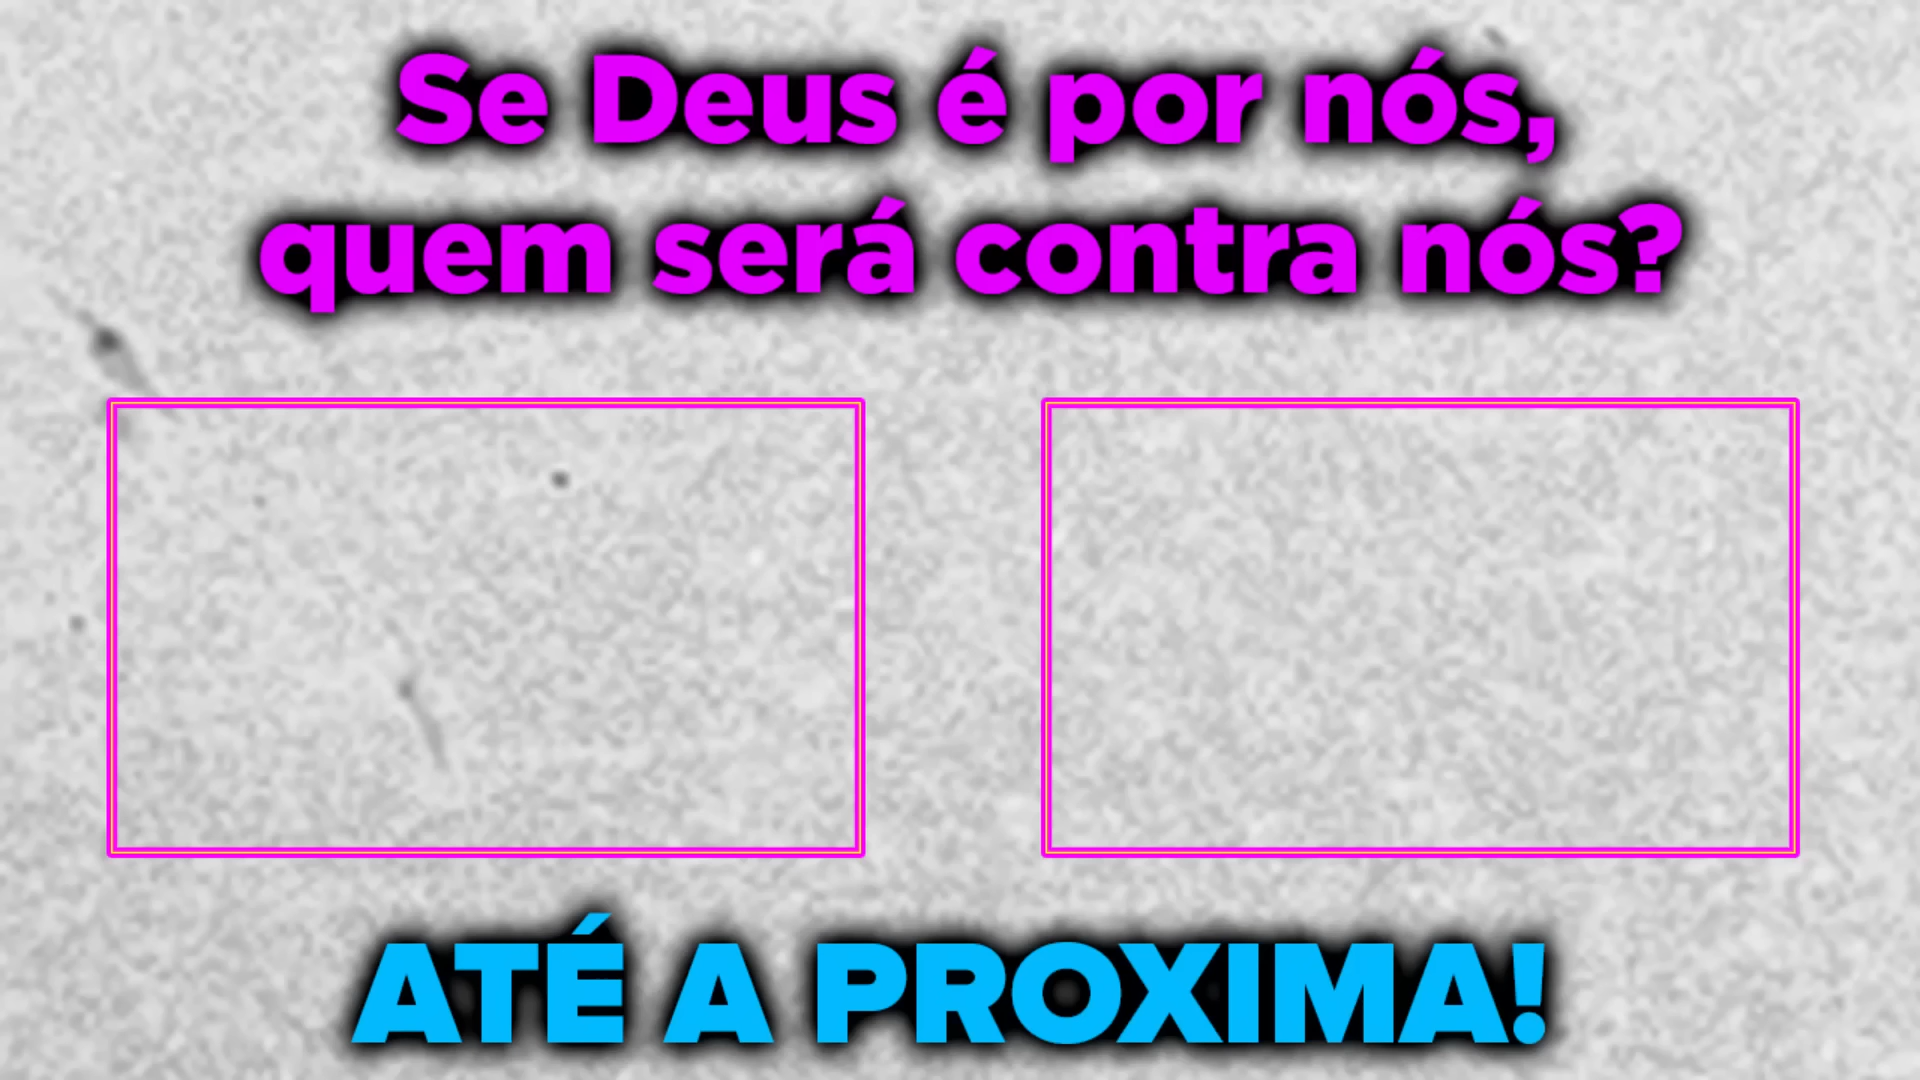 Se Deus é por nós,
quem será contra nós?
ATÉ A PROXIMA!